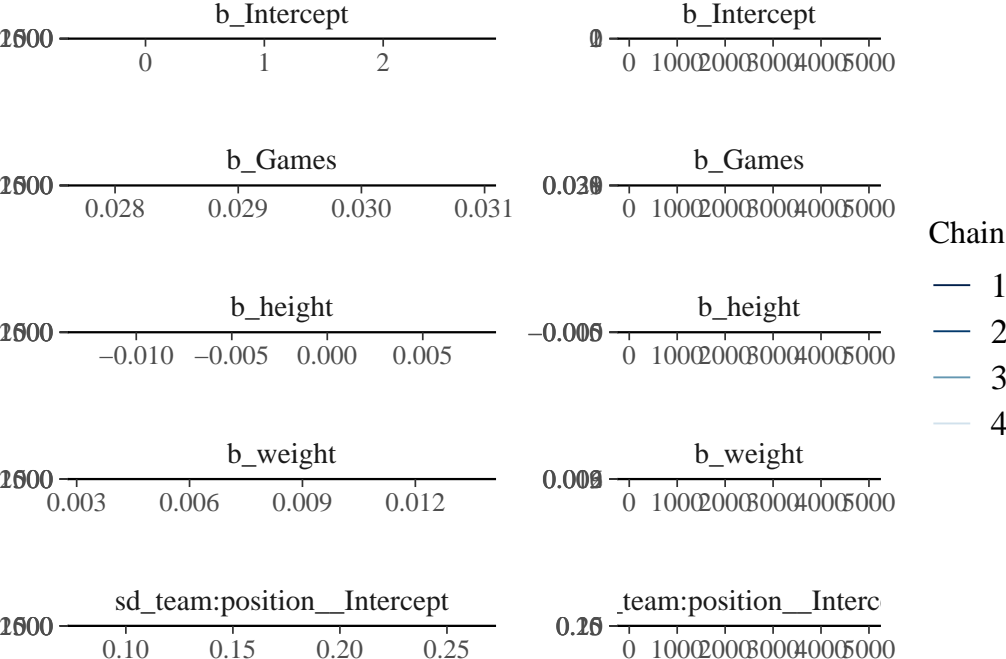 b_Intercept b_Intercept
0 1 2 0 1000 2000 3000 4000 5000
b_Games b_Games
0.028 0.029 0.030 0.031 0 1000 2000 3000 4000 5000
Chain
1
b_height b_height
2
−0.010 −0.005 0.000 0.005 0 1000 2000 3000 4000 5000
3
4
b_weight b_weight
0.003 0.006 0.009 0.012 0 1000 2000 3000 4000 5000
sd_team:position__Intercept _team:position__Interc
0.10 0.15 0.20 0.25 0 1000 2000 3000 4000 5000